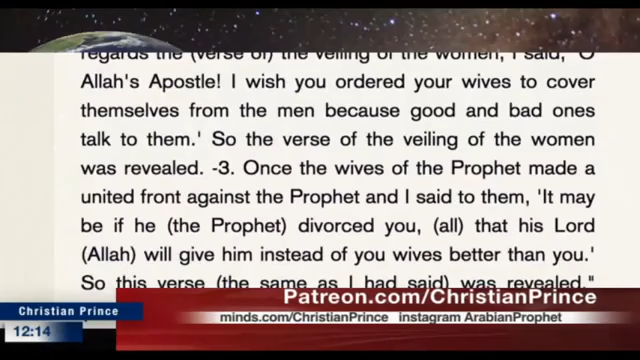 regards the (verse of) the veiling of the women, I said, 'O
Allah's Apostle! I wish you ordered your wives to cover
themselves from the men because good and bad ones
talk to them.' So the verse of the veiling of the women
was revealed. -3. Once the wives of the Prophet made a
united front against the Prophet and I said to them, 'It may
be if he (the Prophet) divorced you, (all) that his Lord
(Allah) will give him instead of you wives better than you.'
So this verse (the same as I had said) was revealed."
Patreon.com/ChristianPrince
Christian Prince
minds.com/ChristianPrince instagram ArabianProphet
12:14